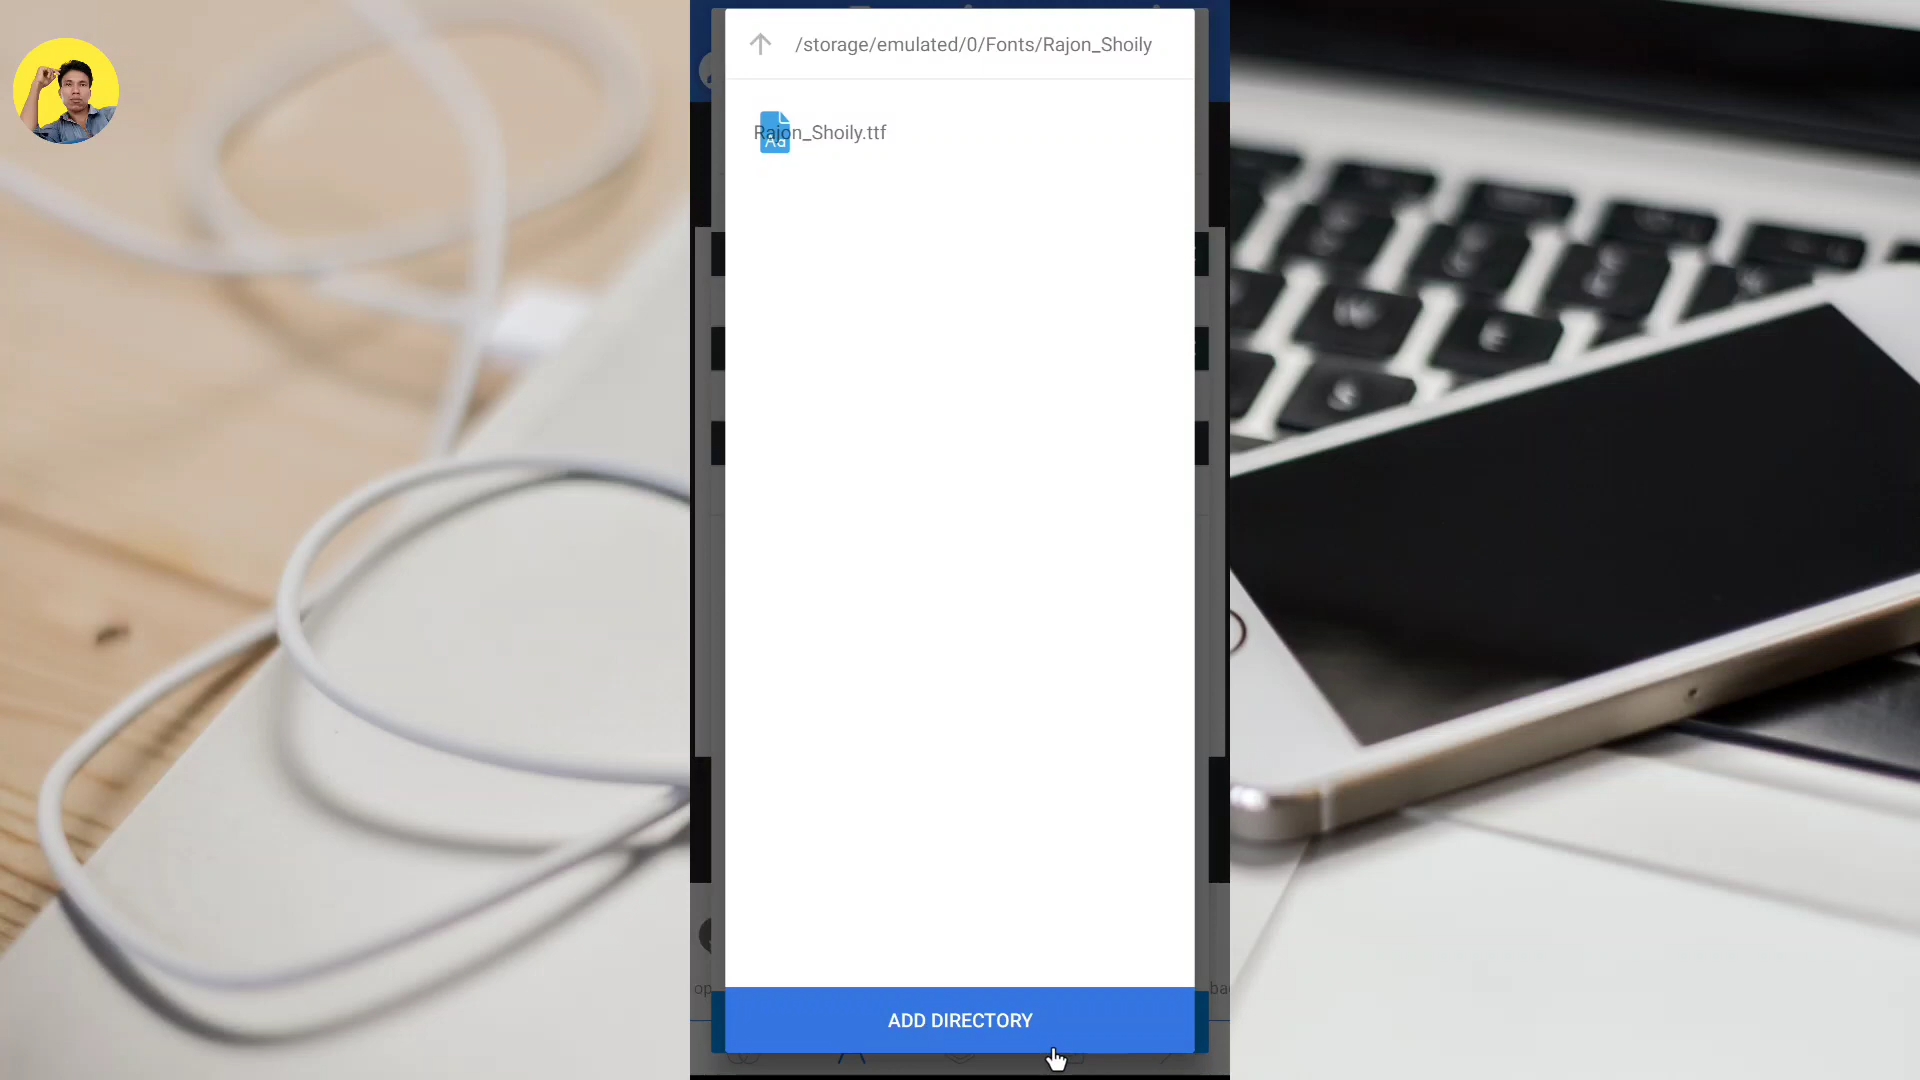 /storage/emulated/0/Fonts/Rajon_Shoily
Rajon_Shoily.ttf
ADD DIRECTORY
W
E
S